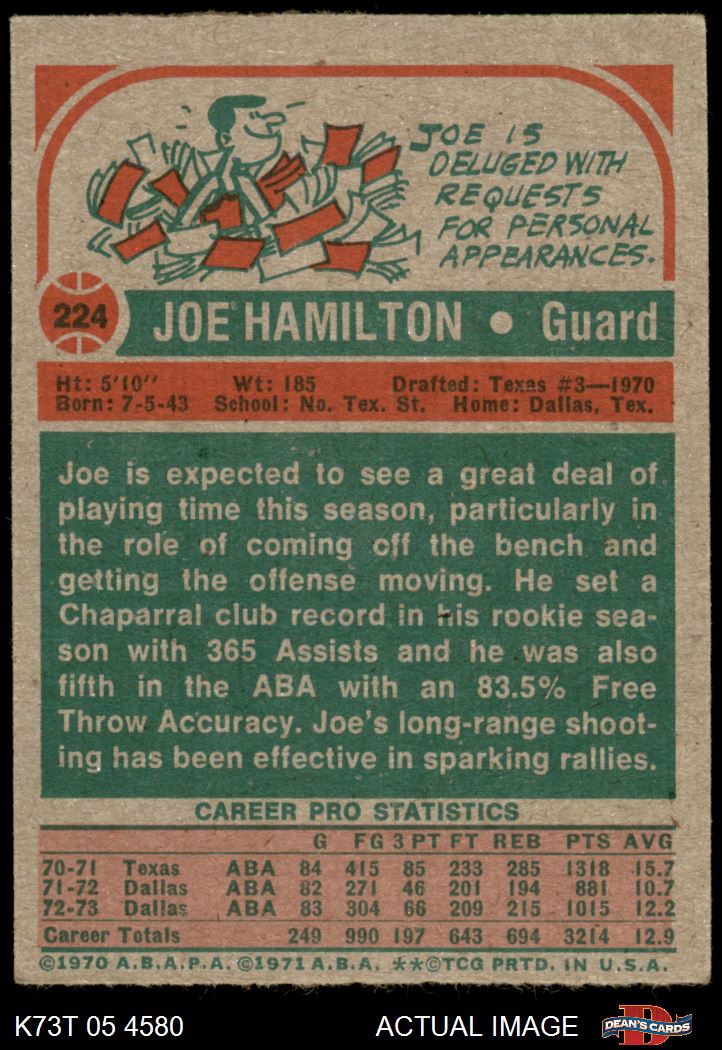 JOE IS
DELUGED WITH
REQUESTS
FOR PERSONAL
APPEARANCES.
224 JOE HAMILTON • Guard
Ht: 5'10'' Wt: 185 Drafted: Texas #3—1970
Born: 7-5-43 School: No. Tex. St. Home: Dallas, Tex.
Joe is expected to see a great deal of
playing time this season, particularly in
the role of coming off the bench and
getting the offense moving. He set a
Chaparral club record in his rookie sea-
son with 365 Assists and he was also
fifth in the ABA with an 83.5% Free
Throw Accuracy. Joe's long-range shoot-
ing has been effective in sparking rallies.
CAREER PRO STATISTICS
G FG 3 PT FT REB PTS AVG
70-71 Texas ABA 84 415 85 233 285 1318 15.7
71-72 Dallas ABA 82 271 46 201 194 881 10.7
72-73 Dallas ABA 83 304 66 209 215 1015 12.2
Career Totals 249 990 197 643 694 3214 12.9
©1970 A.B.A.P.A. ©1971 A.B.A. **©TCG PRTD. IN U.S.A.
K73T 05 4580 ACTUAL IMAGE DEAN'S CARDS